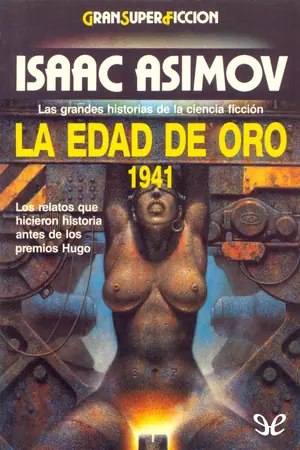 GRANSUPERFICCION
ISAAC ASIMOV
Las grandes historias de la ciencia ficción
LA EDAD DE ORO
1941
Los relatos que
hicieron historia
antes de los
premios Hugo